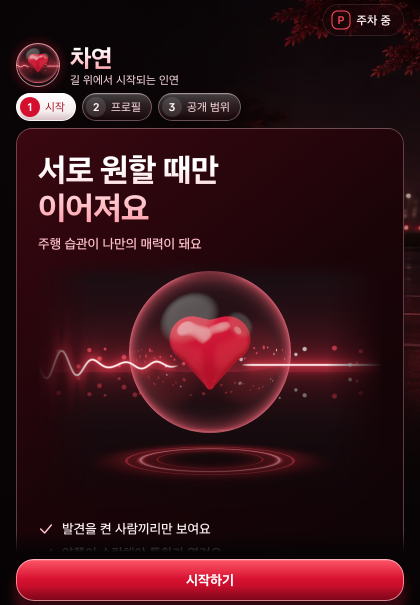 P 주차 중
차연
길 위에서 시작되는 인연
1 시작 2 프로필 3 공개 범위
서로 원할 때만
이어져요
주행 습관이 나만의 매력이 돼요
발견을 켠 사람끼리만 보여요
시작하기